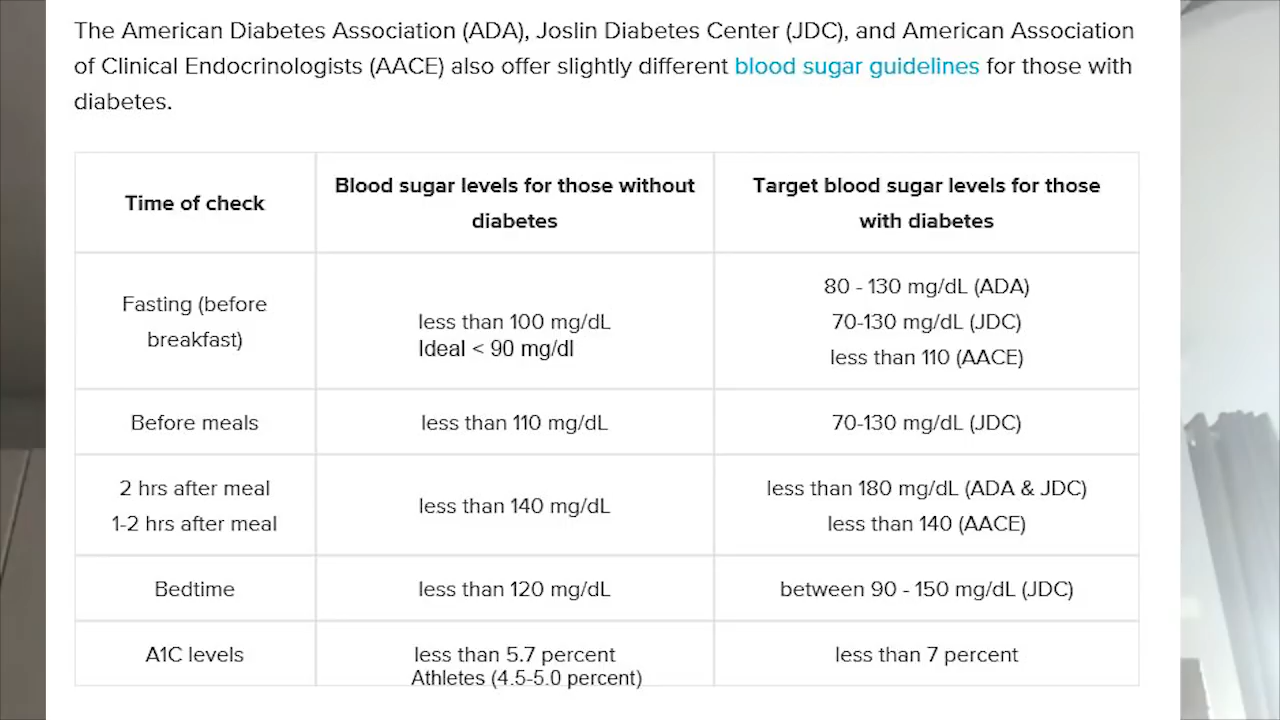 The American Diabetes Association (ADA), Joslin Diabetes Center (JDC), and American Association
of Clinical Endocrinologists (AACE) also offer slightly different blood sugar guidelines for those with
diabetes.
Time of check
Blood sugar levels for those without
diabetes
Target blood sugar levels for those
with diabetes
Fasting (before
breakfast)
less than 100 mg/dL
Ideal < 90 mg/dl
80 - 130 mg/dL (ADA)
70-130 mg/dL (JDC)
less than 110 (AACE)
Before meals
less than 110 mg/dL
70-130 mg/dL (JDC)
2 hrs after meal
1-2 hrs after meal
less than 140 mg/dL
less than 180 mg/dL (ADA & JDC)
less than 140 (AACE)
Bedtime
less than 120 mg/dL
between 90 - 150 mg/dL (JDC)
A1C levels
less than 5.7 percent
Athletes (4.5-5.0 percent)
less than 7 percent